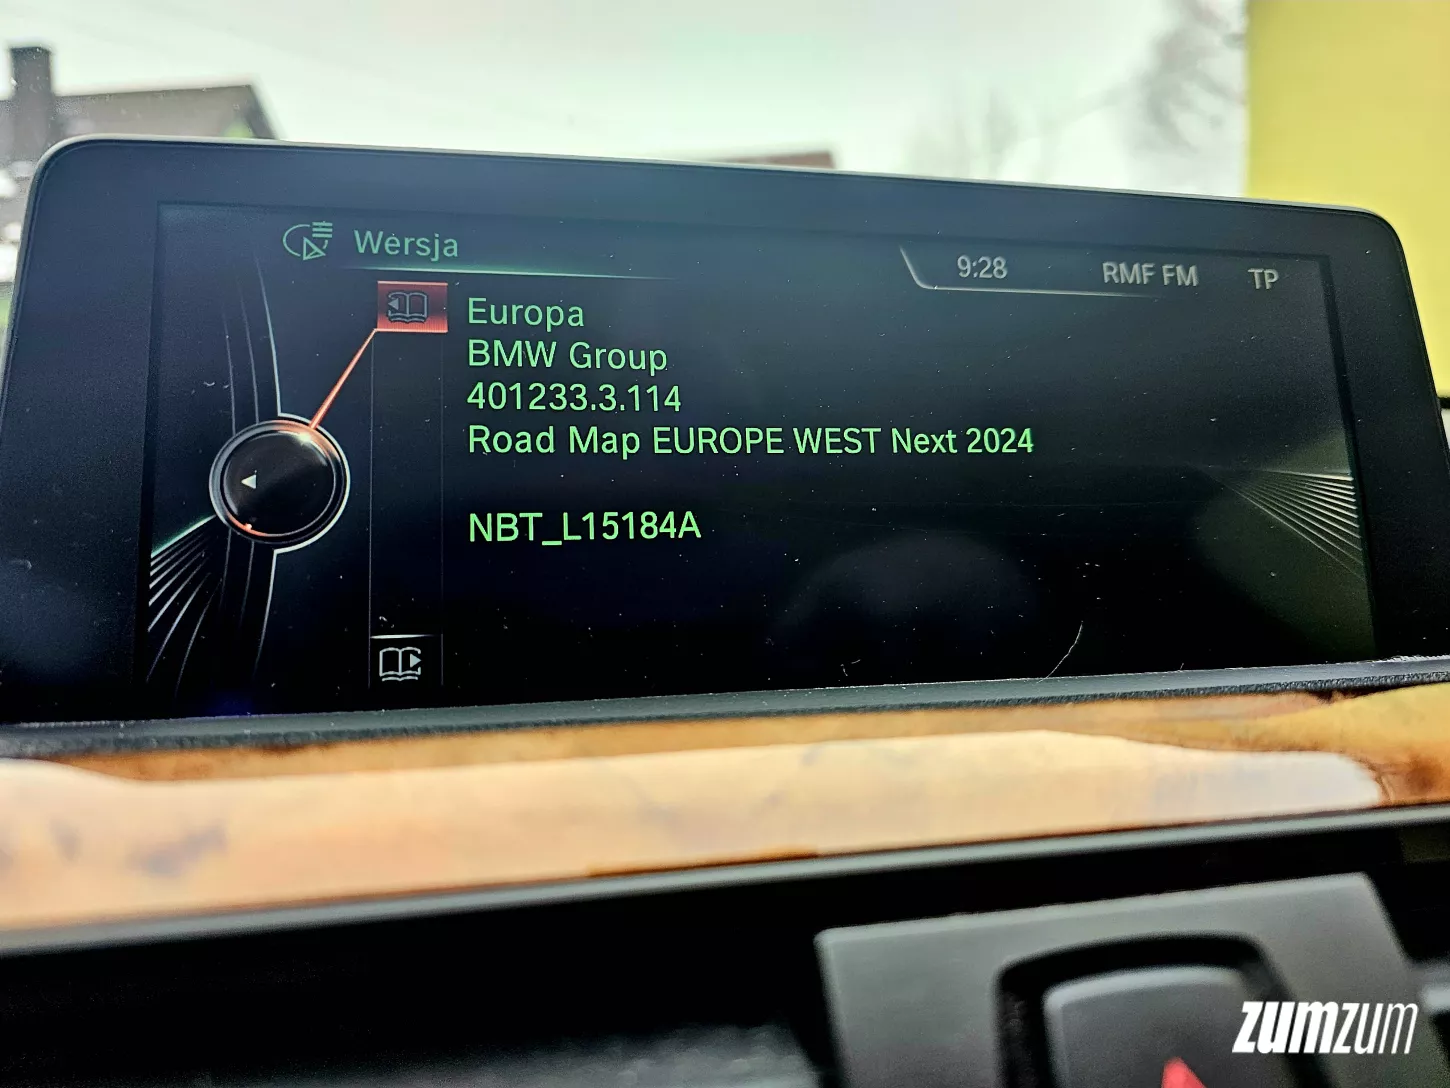 Wersja
9:28
RMF FM
TP
Europa
BMW Group
401233.3.114
Road Map EUROPE WEST Next 2024
NBT_L15184A
zumzum